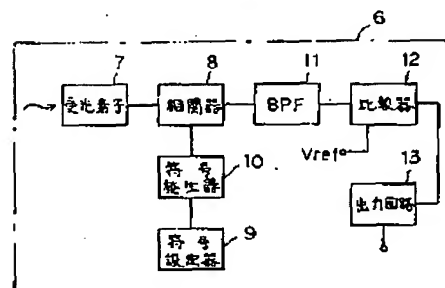 6
7
8
11
12
受光素子
相関器
BPF
比較器
Vref
符号
発生器
10
13
出力回路
符号
設定器
9